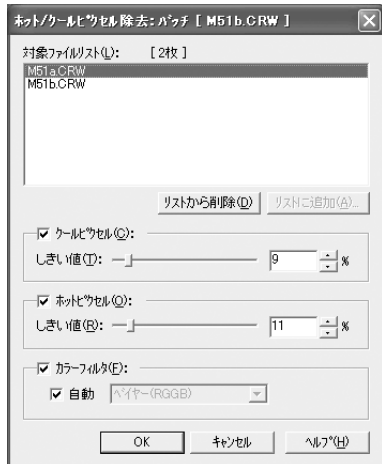 ﾎｯﾄ/ｸｰﾙﾋﾟｸｾﾙ除去: ﾊﾞｯﾁ [ M51b.CRW ]
対象ﾌｧｲﾙﾘｽﾄ(L): [ 2枚 ]
M51a.CRW
M51b.CRW
ﾘｽﾄから削除(D) ﾘｽﾄに追加(A)...
ｸｰﾙﾋﾟｸｾﾙ(C):
しきい値(T): 9 %
ﾎｯﾄﾋﾟｸｾﾙ(O):
しきい値(R): 11 %
ｶﾗｰﾌｨﾙﾀ(F):
自動 ﾍﾞｲﾔｰ(RGGB)
OK ｷｬﾝｾﾙ ﾍﾙﾌﾟ(H)